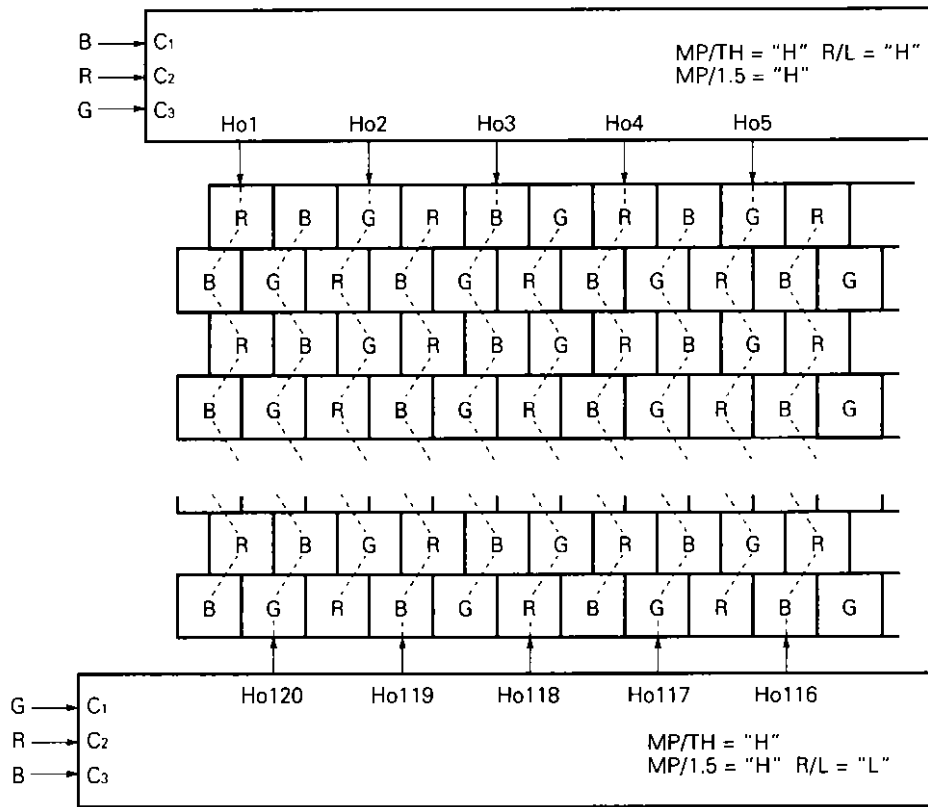 B C1 MP/TH = "H" R/L = "H"
R C2 MP/1.5 = "H"
G C3
Ho1 Ho2 Ho3 Ho4 Ho5
R B G R B G R B G R
B G R B G R B G R B G
R B G R B G R B G R
B G R B G R B G R B G
R B G R B G R B G R
B G R B G R B G R B G
Ho120 Ho119 Ho118 Ho117 Ho116
G C1
R C2 MP/TH = "H"
B C3 MP/1.5 = "H" R/L = "L"